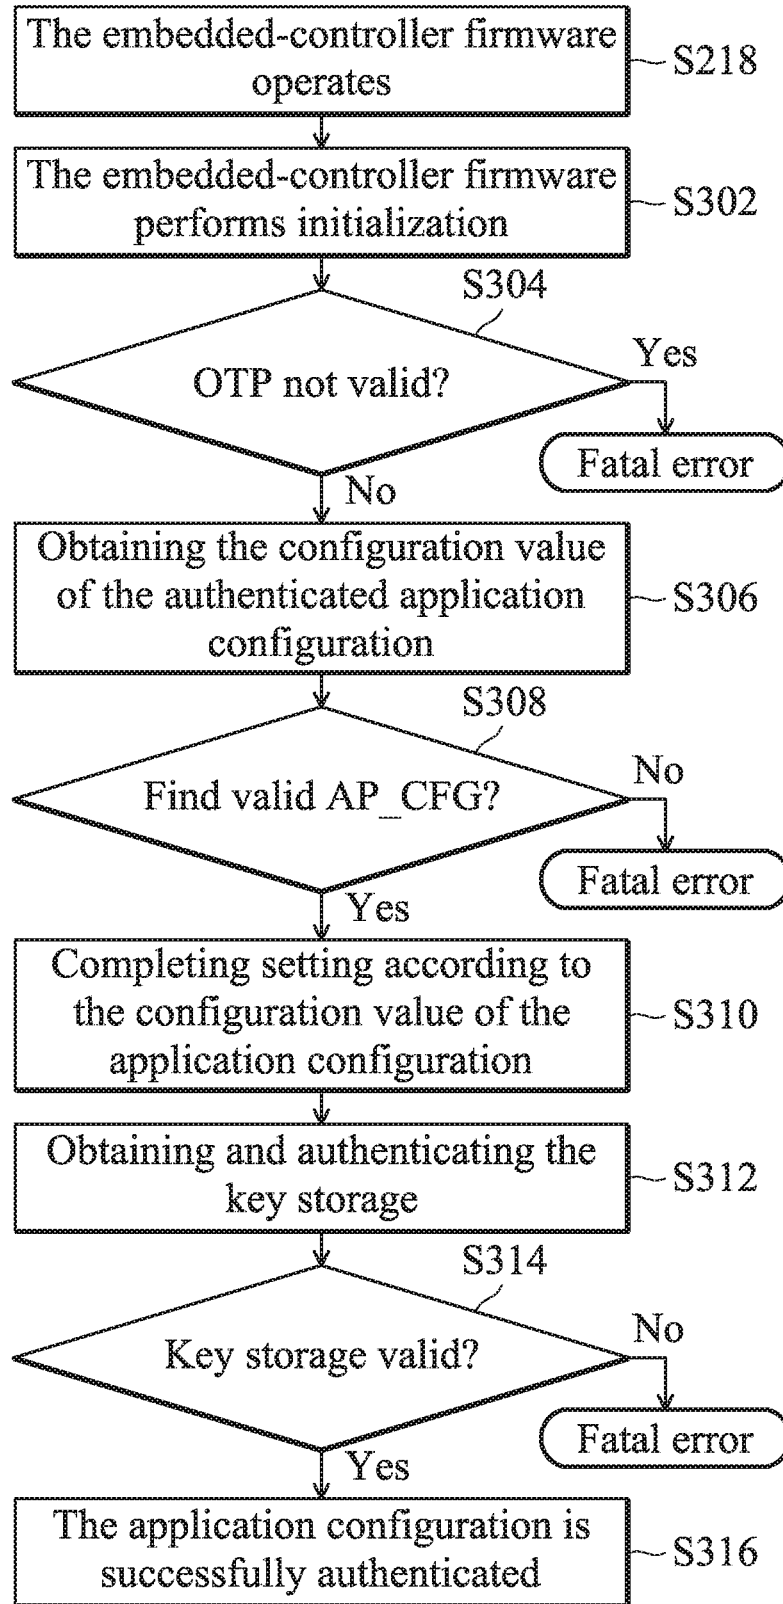 The embedded-controller firmware
operates
S218
The embedded-controller firmware
performs initialization
S302
S304
OTP not valid?
Yes
Fatal error
No
Obtaining the configuration value
of the authenticated application
configuration
S306
S308
Find valid AP_CFG?
No
Fatal error
Yes
Completing setting according to
the configuration value of the
application configuration
S310
Obtaining and authenticating the
key storage
S312
S314
Key storage valid?
No
Fatal error
Yes
The application configuration is
successfully authenticated
S316